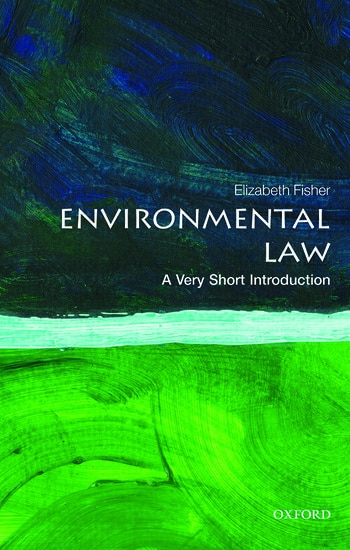 Elizabeth Fisher
ENVIRONMENTAL
LAW
A Very Short Introduction
OXFORD